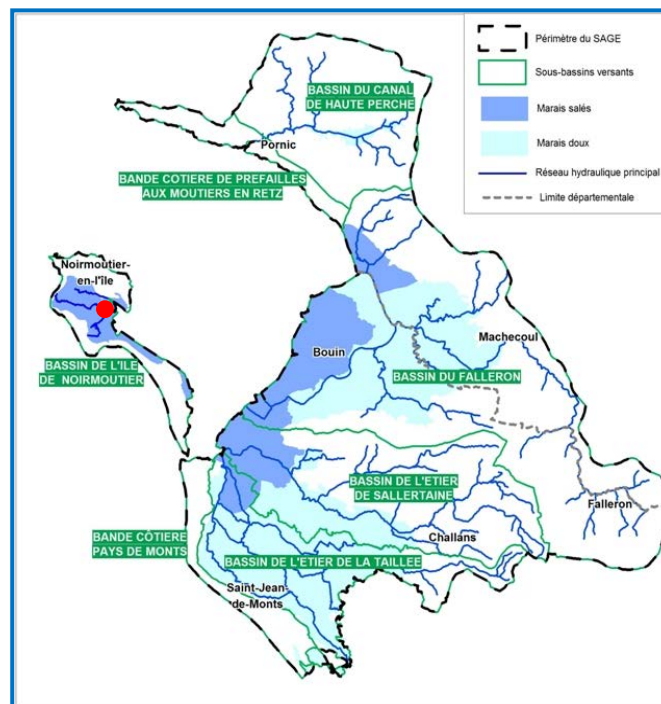 Périmètre du SAGE
Sous-bassins versants
Marais salés
Marais doux
Réseau hydraulique principal
Limite départementale
BASSIN DU CANAL
DE HAUTE PERCHE
Pornic
BANDE COTIERE DE PREFAILLES
AUX MOUTIERS EN RETZ
Noirmoutier-
en-l'île
BASSIN DE L'ILE
DE NOIRMOUTIER
Bouin
Machecoul
BASSIN DU FALLERON
BASSIN DE L'ETIER
DE SALLERTAINE
Falleron
Challans
BANDE CÔTIERE
PAYS DE MONTS
BASSIN DE L'ETIER DE LA TAILLEE
Saint-Jean-
de-Monts